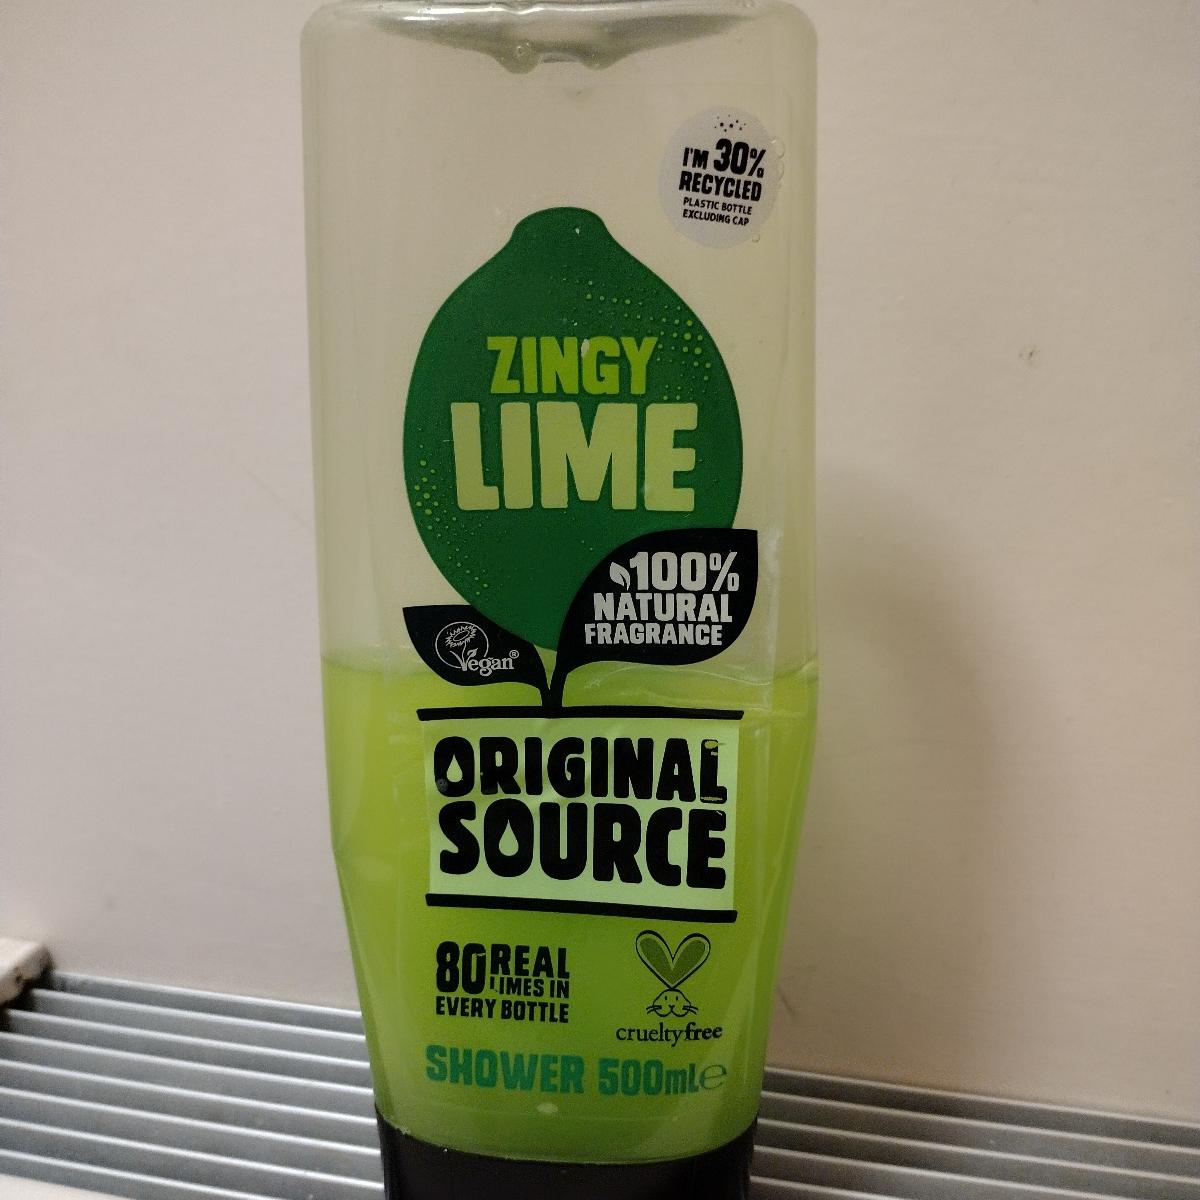 I'M 30%
RECYCLED
PLASTIC BOTTLE
EXCLUDING CAP
ZINGY
LIME
100%
NATURAL
FRAGRANCE
Vegan®
ORIGINAL
SOURCE
80 REAL
LIMES IN
EVERY BOTTLE
crueltyfree
SHOWER 500mL℮